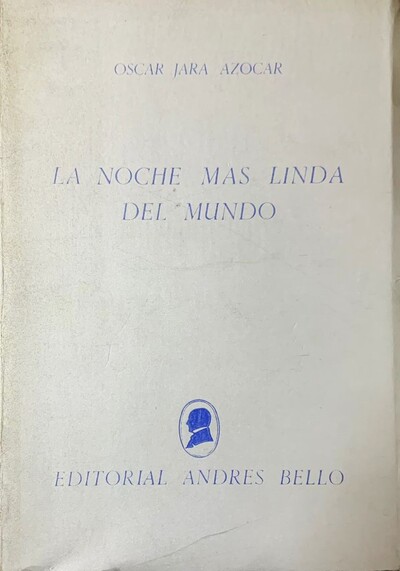 OSCAR JARA AZOCAR
LA NOCHE MAS LINDA
DEL MUNDO
EDITORIAL ANDRES BELLO